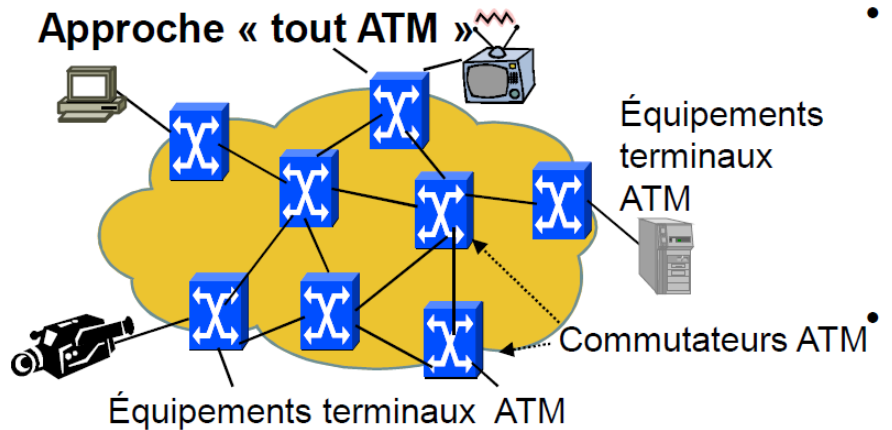 Approche « tout ATM »
Équipements
terminaux
ATM
Commutateurs ATM
Équipements terminaux ATM